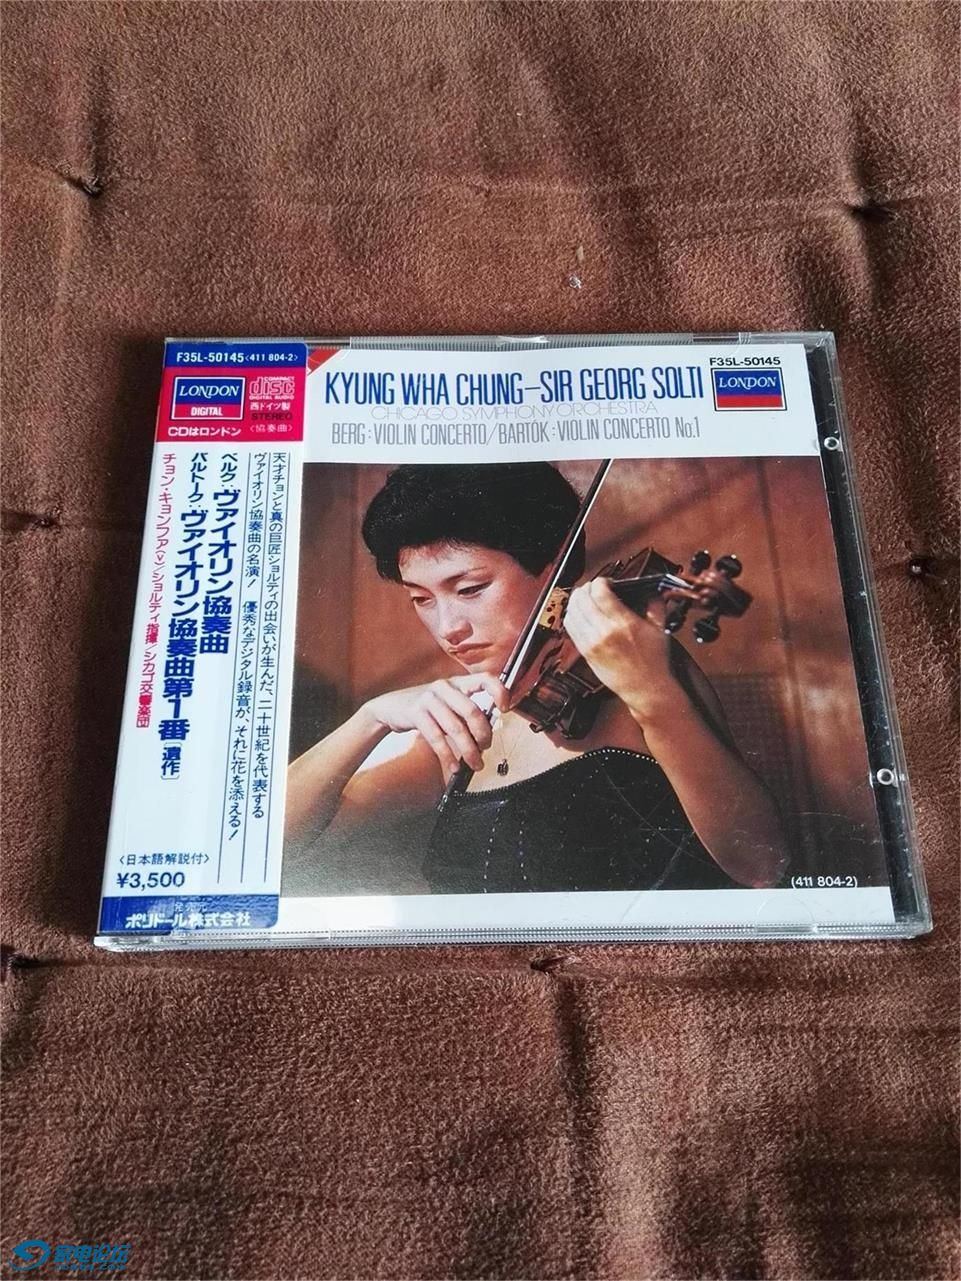 F35L-50145<411 804-2>
LONDON
DIGITAL
COMPACT
disc
DIGITAL AUDIO
西ドイツ製
STEREO
CDはロンドン
〈協奏曲〉
天才チョンと真の巨匠ショルティの出会いが生んだ、二十世紀を代表する
ヴァイオリン協奏曲の名演! 優秀なデジタル録音が、それに花を添える!
ベルク:ヴァイオリン協奏曲
バルトーク:ヴァイオリン協奏曲第1番〔遺作〕
チョン・キョンファ(v)/ショルティ指揮/シカゴ交響楽団
〈日本語解説付〉
¥3,500
発売元
ポリドール株式会社
KYUNG WHA CHUNG–SIR GEORG SOLTI
CHICAGO SYMPHONY ORCHESTRA
BERG: VIOLIN CONCERTO/BARTÓK: VIOLIN CONCERTO No.1
F35L-50145
LONDON
(411 804-2)
家电论坛